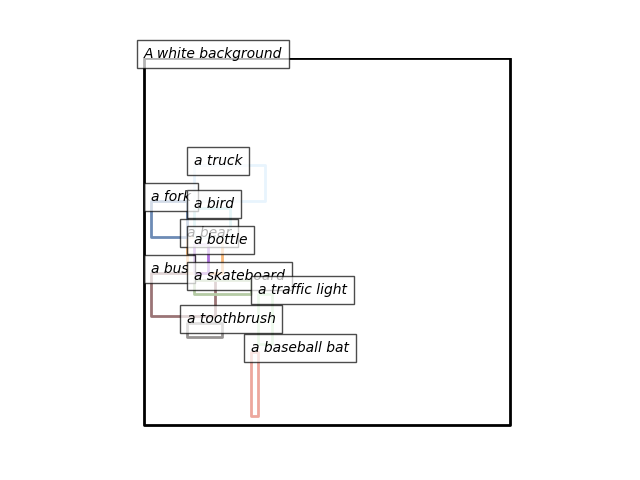 A white background
a truck
a fork
a bird
a bear
a bottle
a bus
a skateboard
a traffic light
a toothbrush
a baseball bat